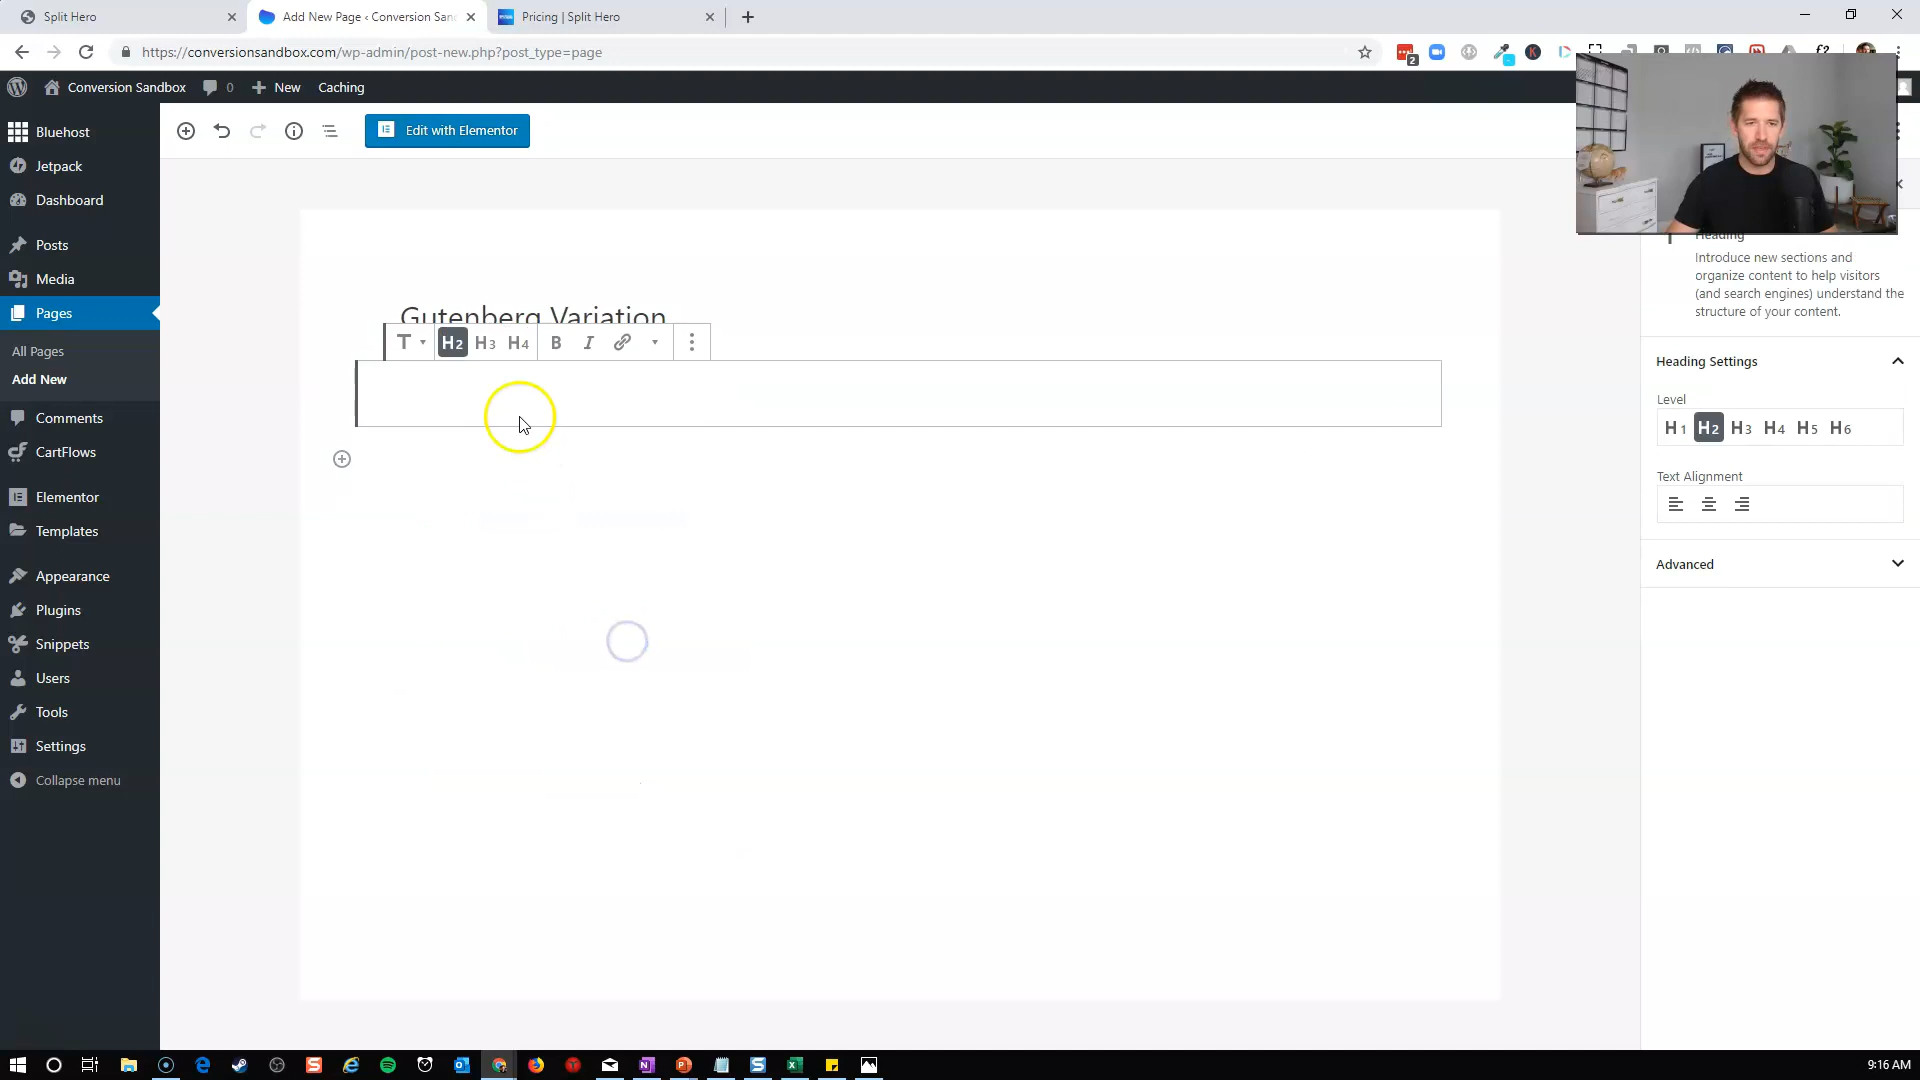 Split Hero
Add New Page ‹ Conversion San
Pricing | Split Hero
https://conversionsandbox.com/wp-admin/post-new.php?post_type=page
2
K
f?
Conversion Sandbox
0
New
Caching
Bluehost
Jetpack
Dashboard
Posts
Media
Pages
All Pages
Add New
Comments
CartFlows
Elementor
Templates
Appearance
Plugins
Snippets
Users
Tools
Settings
Collapse menu
Edit with Elementor
Gutenberg Variation
T H2 H3 H4 B I
Heading
Introduce new sections and
organize content to help visitors
(and search engines) understand the
structure of your content.
Heading Settings
Level
H1 H2 H3 H4 H5 H6
Text Alignment
Advanced
9:16 AM